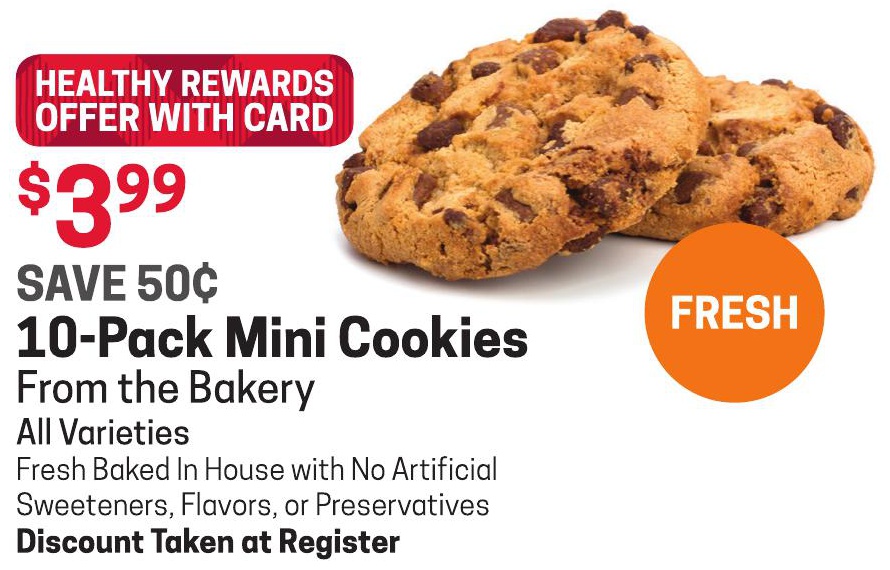 HEALTHY REWARDS
OFFER WITH CARD
$3.99
SAVE 50¢
10-Pack Mini Cookies
From the Bakery
All Varieties
Fresh Baked In House with No Artificial
Sweeteners, Flavors, or Preservatives
Discount Taken at Register
FRESH